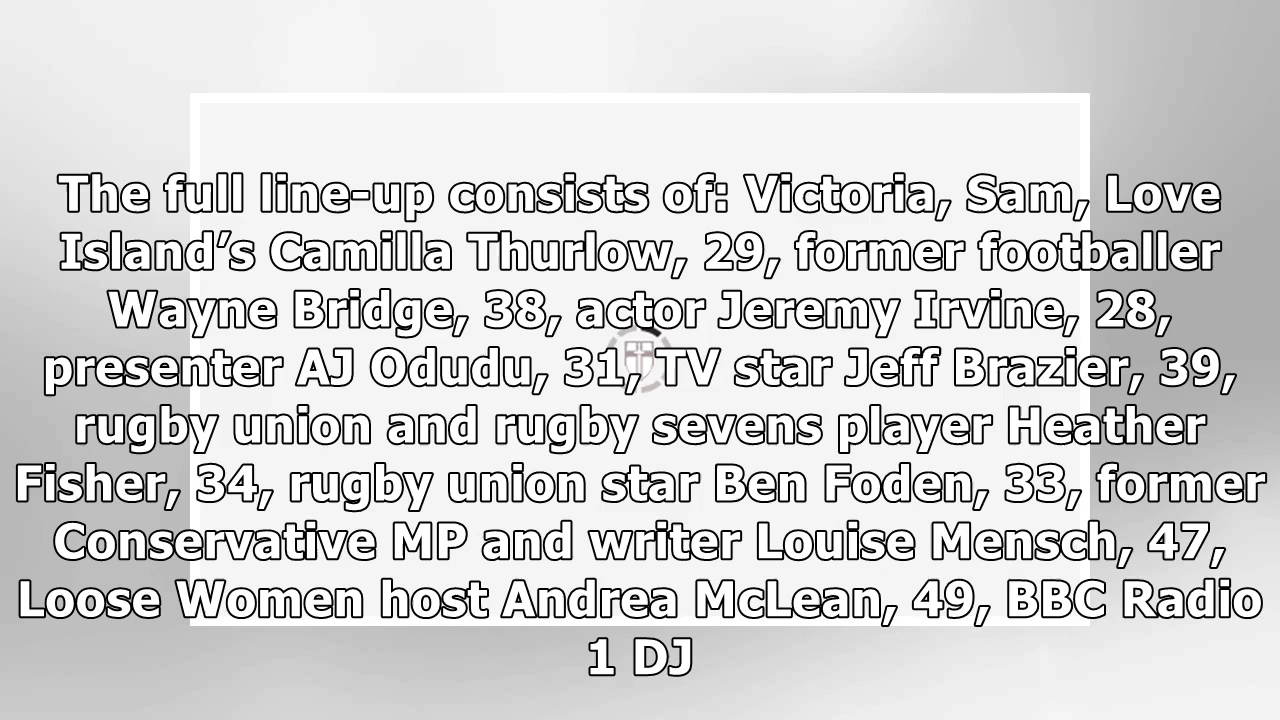 The full line-up consists of: Victoria, Sam, Love
Island’s Camilla Thurlow, 29, former footballer
Wayne Bridge, 38, actor Jeremy Irvine, 28,
presenter AJ Odudu, 31, TV star Jeff Brazier, 39,
rugby union and rugby sevens player Heather
Fisher, 34, rugby union star Ben Foden, 33, former
Conservative MP and writer Louise Mensch, 47,
Loose Women host Andrea McLean, 49, BBC Radio
1 DJ